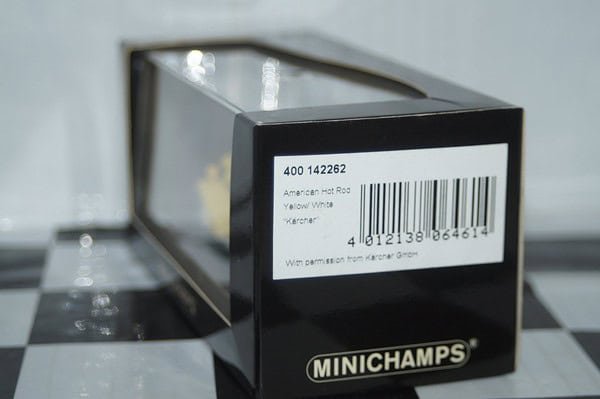 400 142262
American Hot Rod
Yellow/ White
"Kärcher"
4 012138 064614
With permission from Kärcher GmbH
MINICHAMPS®